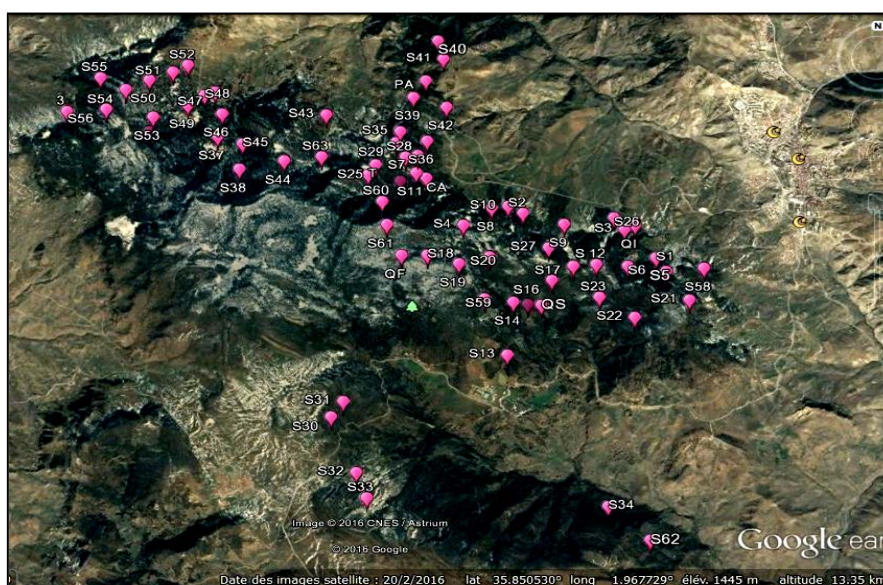 N
S40
S41
S52
S51
S55
PA
S50
S47
S48
S54
3
S56
S43
S39
S42
S49
S53
S35
S46
S45
S28
S37
S63
S29
S7
S36
S44
S25
T
S38
S11
CA
S60
S10
S2
S4
S8
S3
S26
S61
QI
S27
S9
QF
S18
S20
S 12
S1
S19
S17
S6
S5
S58
S59
S16
QS
S23
S21
S14
S22
S13
S31
S30
S32
S33
S34
S62
Image © 2016 CNES / Astrium
© 2016 Google
Google ear
Date des images satellite : 20/2/2016 lat 35.850530° long 1.967729° élév. 1445 m altitude 13.35 km